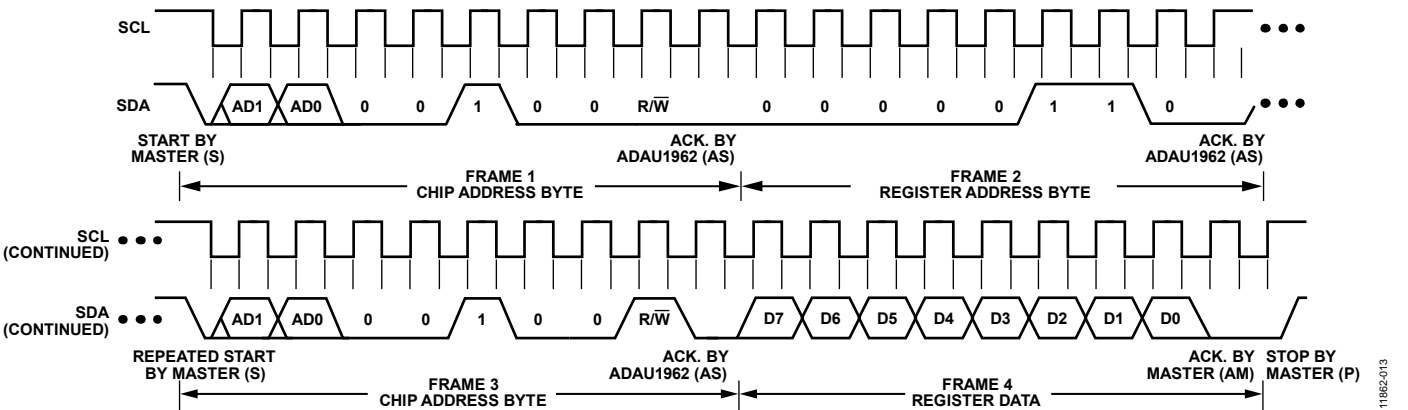 SCL
SDA AD1 AD0 0 0 1 0 0 R/W̅ 0 0 0 0 0 1 1 0
START BY
MASTER (S)
ACK. BY
ADAU1962 (AS)
ACK. BY
ADAU1962 (AS)
FRAME 1
CHIP ADDRESS BYTE
FRAME 2
REGISTER ADDRESS BYTE
SCL
(CONTINUED)
SDA
(CONTINUED)
AD1 AD0 0 0 1 0 0 R/W̅ D7 D6 D5 D4 D3 D2 D1 D0
REPEATED START
BY MASTER (S)
ACK. BY
ADAU1962 (AS)
ACK. BY
MASTER (AM)
STOP BY
MASTER (P)
FRAME 3
CHIP ADDRESS BYTE
FRAME 4
REGISTER DATA
11862-013